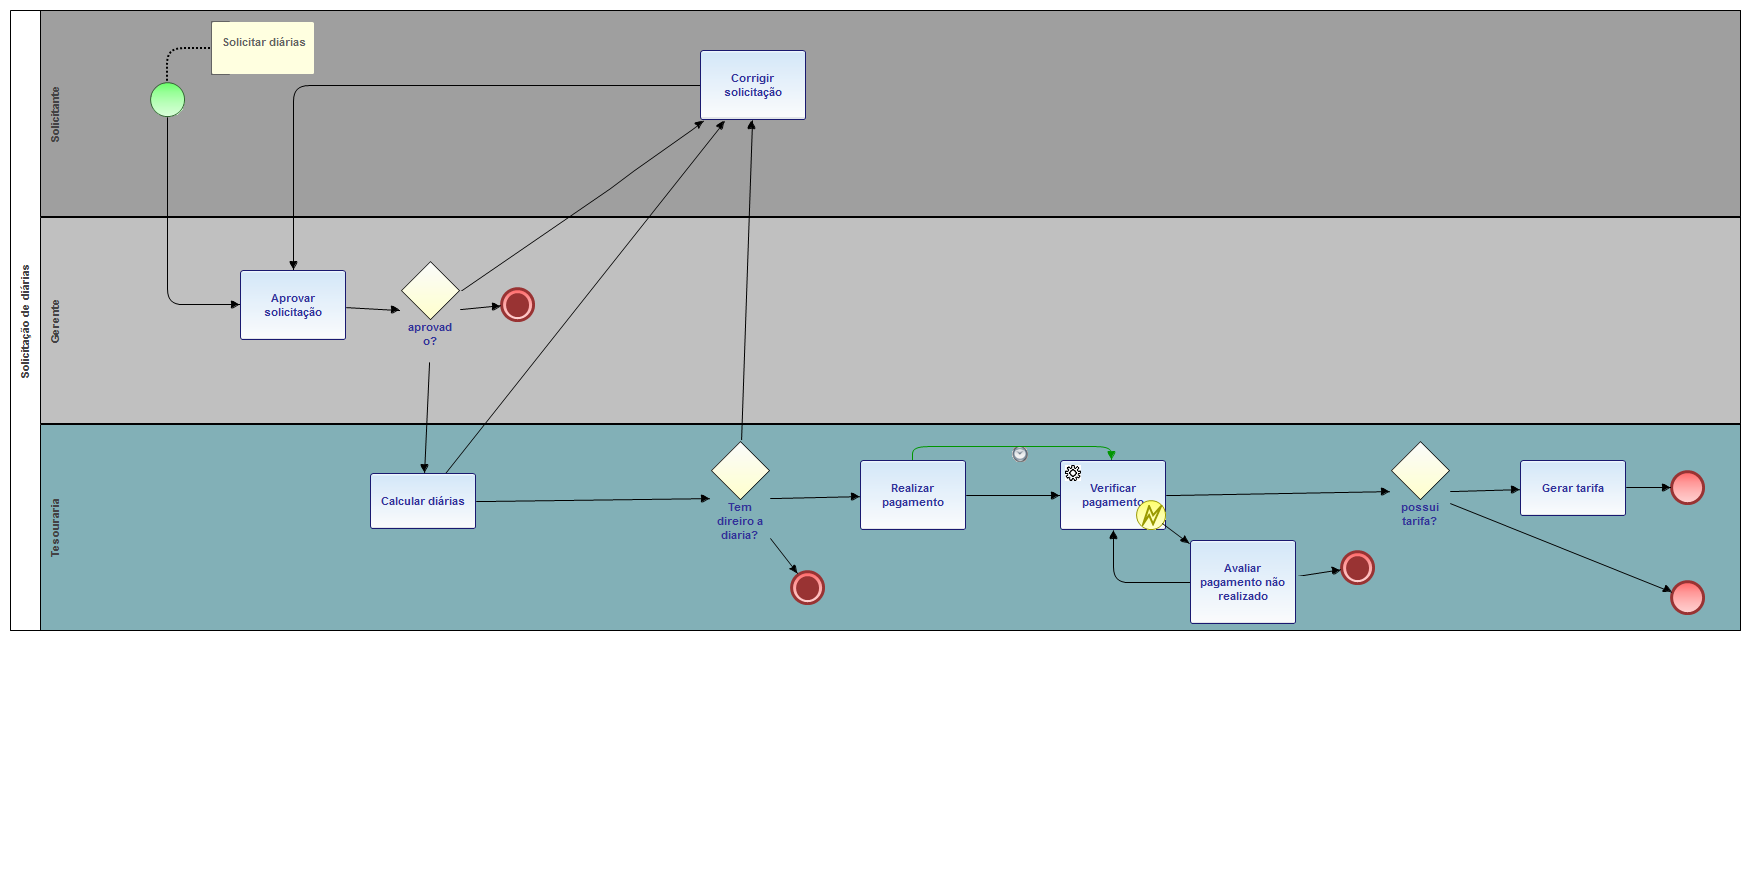 Solicitação de diárias
Solicitante
Solicitar diárias
Corrigir
solicitação
Gerente
Aprovar
solicitação
aprovad
o?
Tesouraria
Calcular diárias
Tem
direiro a
diaria?
Realizar
pagamento
Verificar
pagamento
Avaliar
pagamento não
realizado
possui
tarifa?
Gerar tarifa